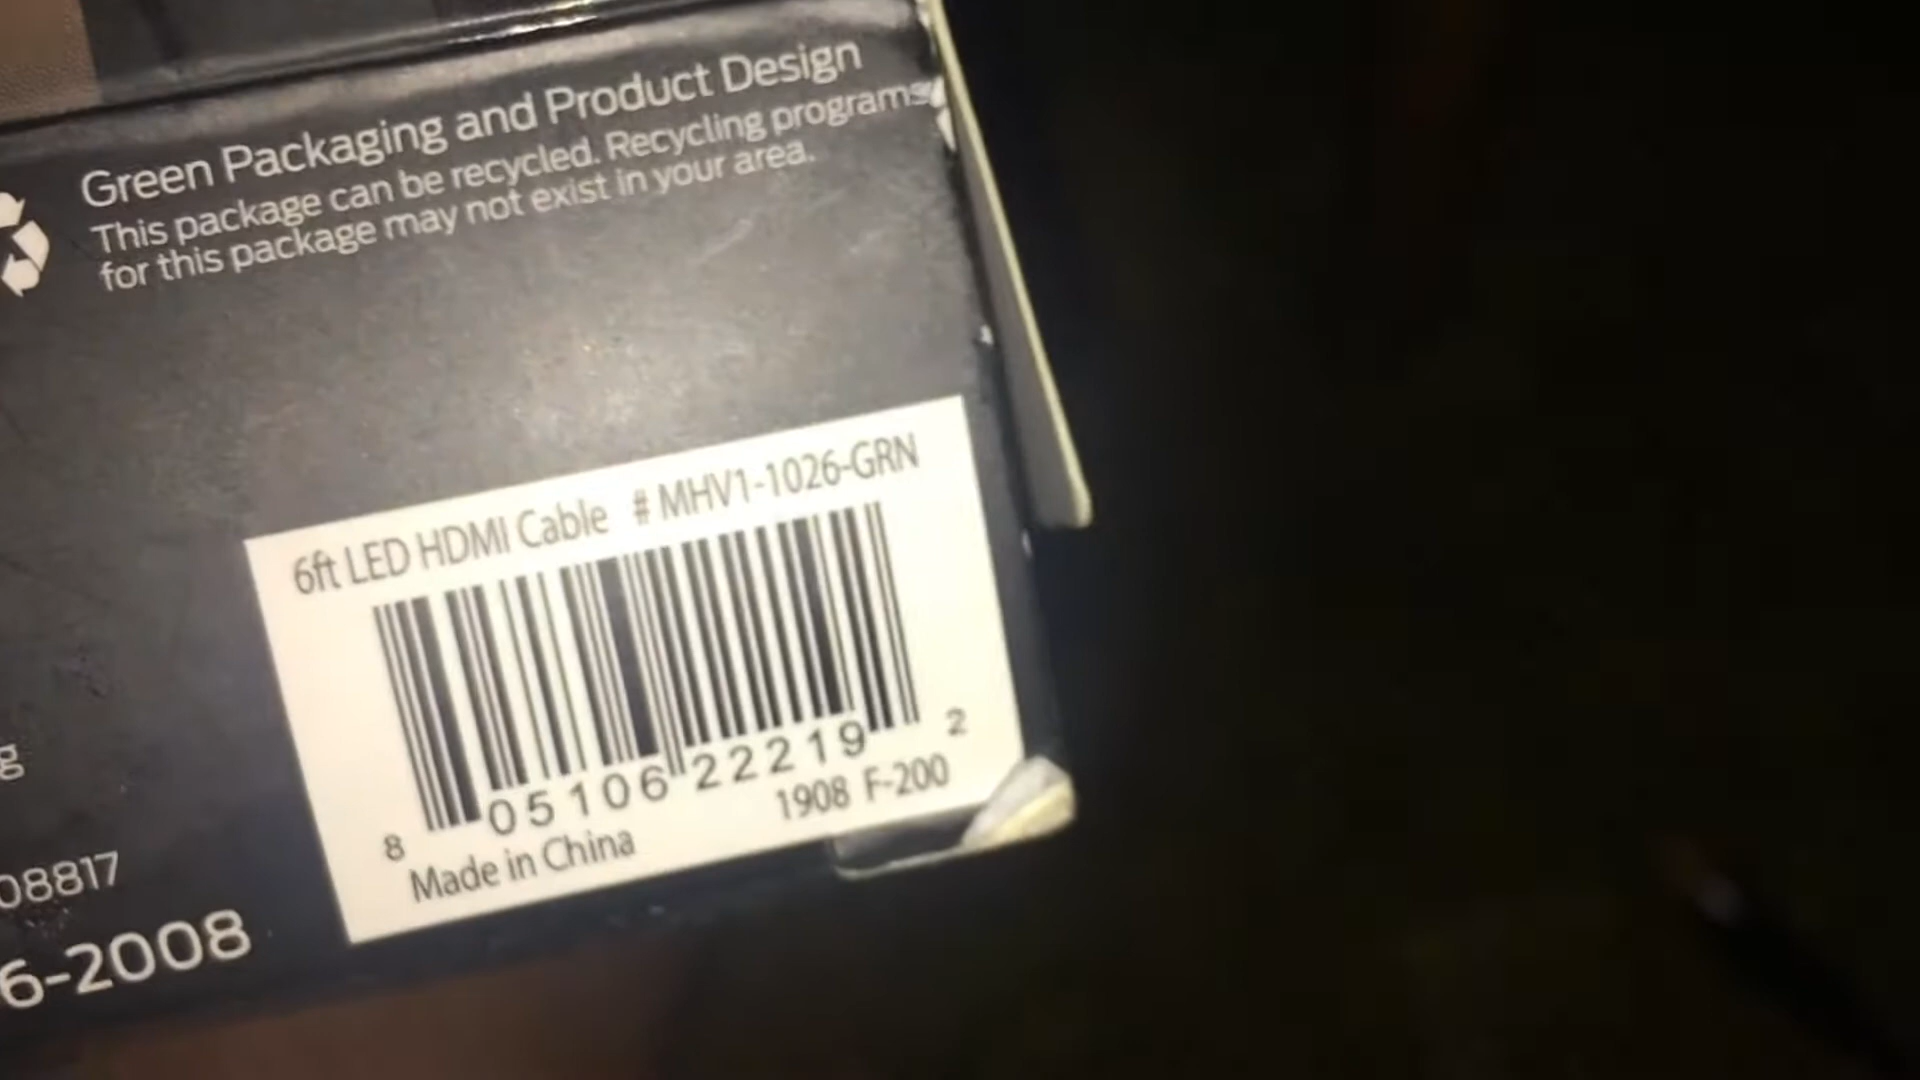 Green Packaging and Product Design
This package can be recycled. Recycling programs
for this package may not exist in your area.
6ft LED HDMI Cable # MHV1-1026-GRN
8 05106 22219 2
1908 F-200
Made in China
g
08817
6-2008